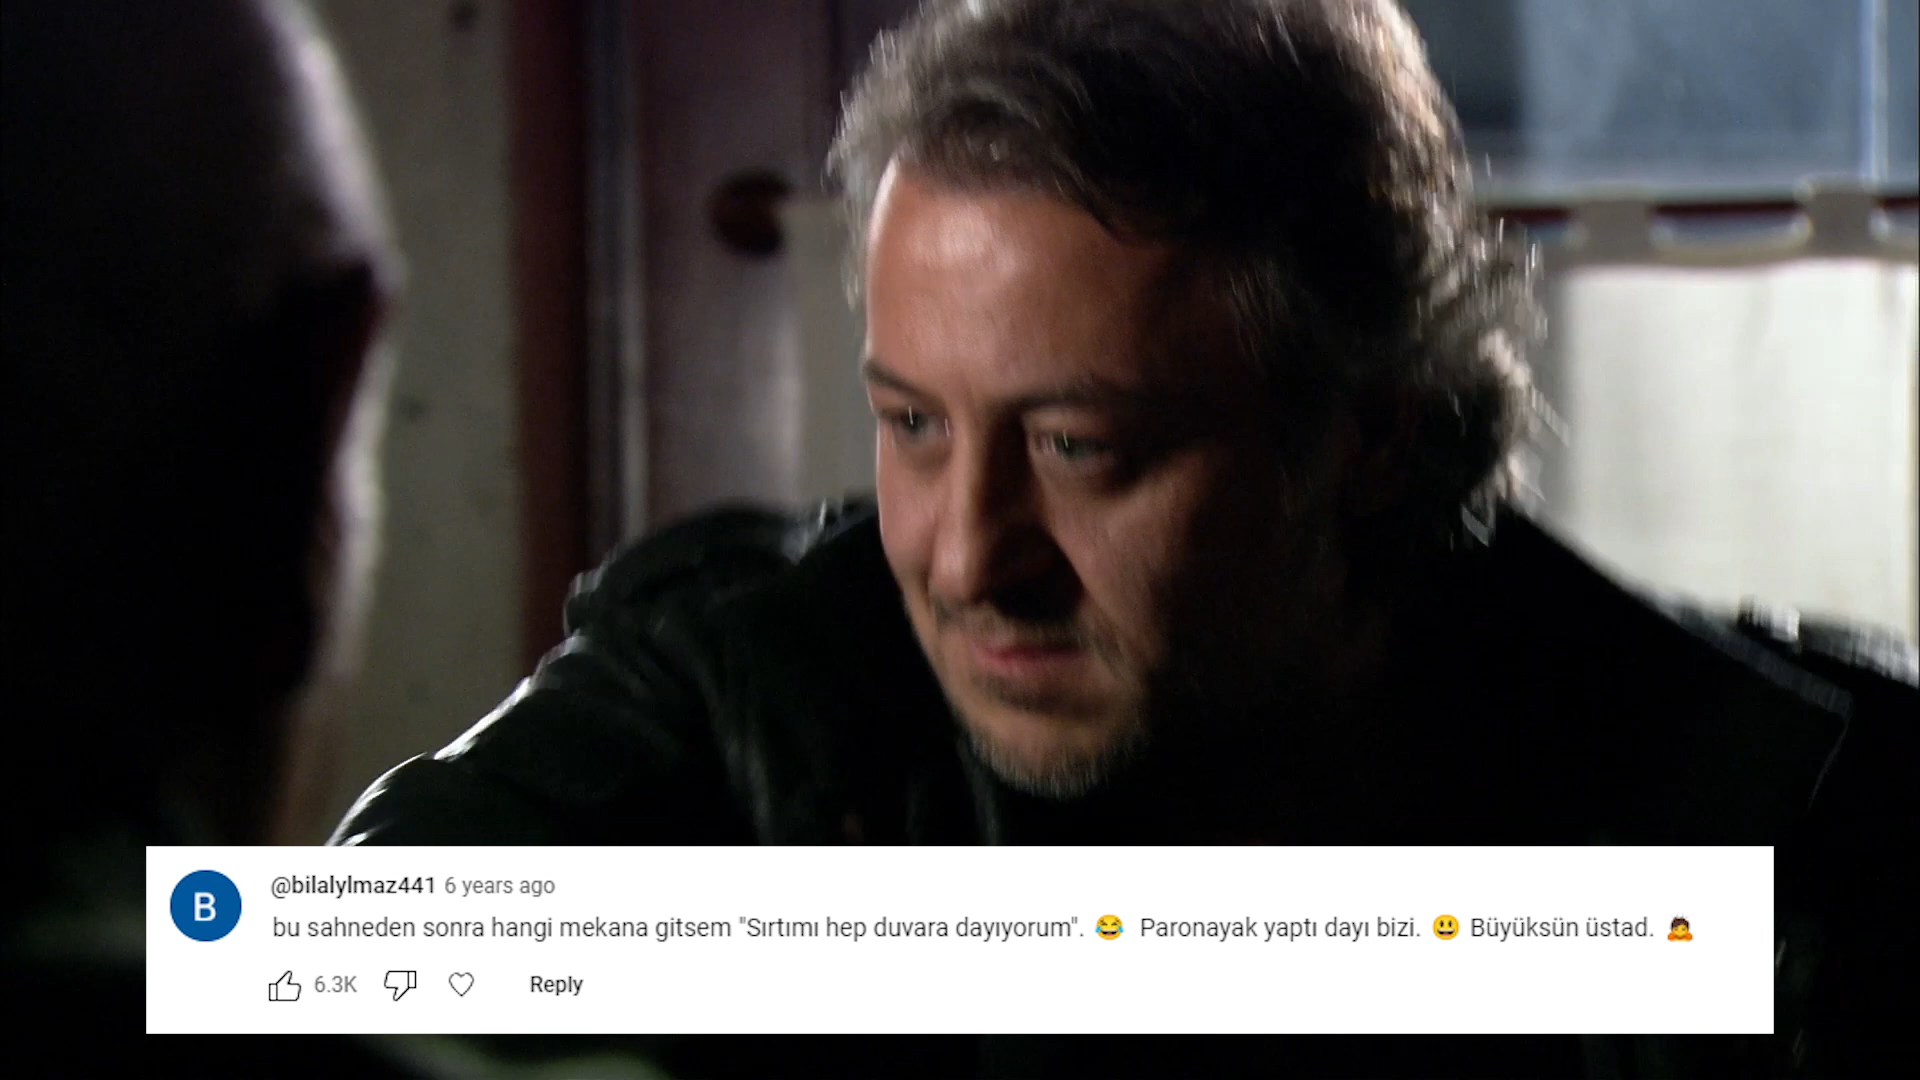 B
@bilalylmaz441 6 years ago
bu sahneden sonra hangi mekana gitsem "Sırtımı hep duvara dayıyorum". 😂 Paronayak yaptı dayı bizi. 😃 Büyüksün üstad. 🙇
6.3K Reply